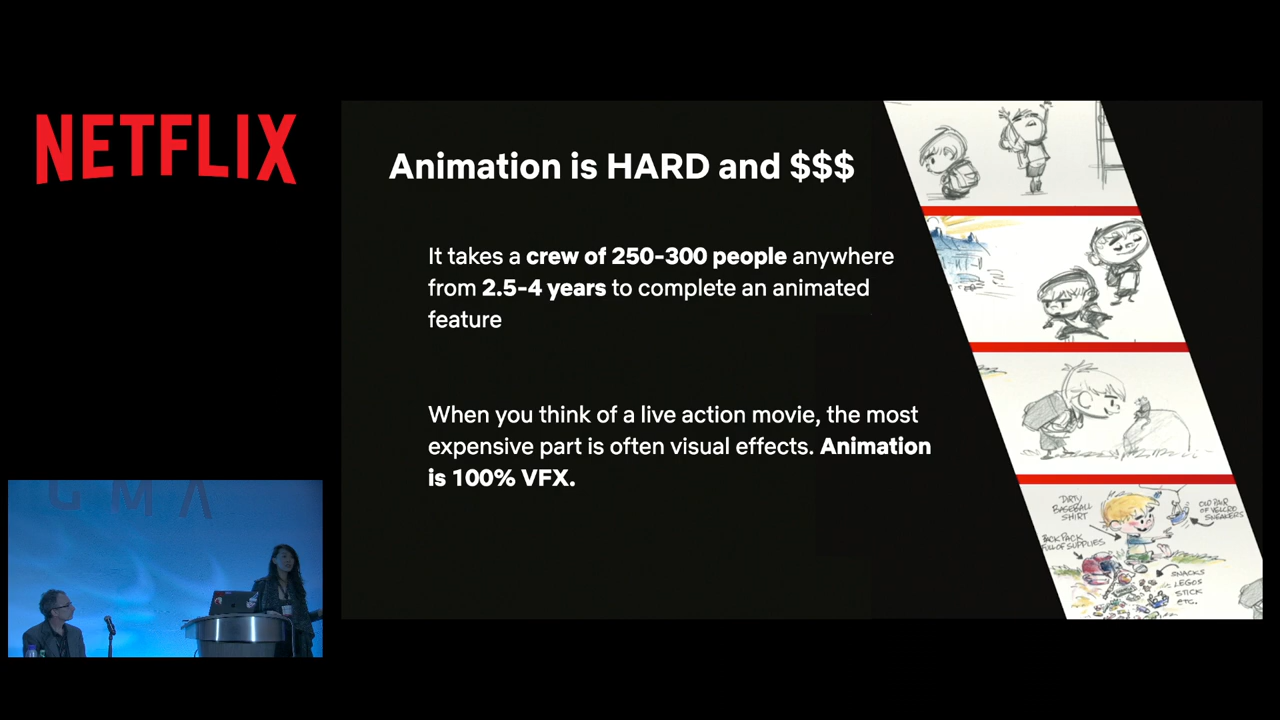 NETFLIX
Animation is HARD and $$$
It takes a crew of 250-300 people anywhere
from 2.5-4 years to complete an animated
feature
When you think of a live action movie, the most
expensive part is often visual effects. Animation
is 100% VFX.
DIRTY
BASEBALL
SHIRT
OLD PAIR
OF VELCRO
SNEAKERS
BACK PACK
FULL OF SUPPLIES
SNACKS
LEGOS
STICK
ETC.
G M A